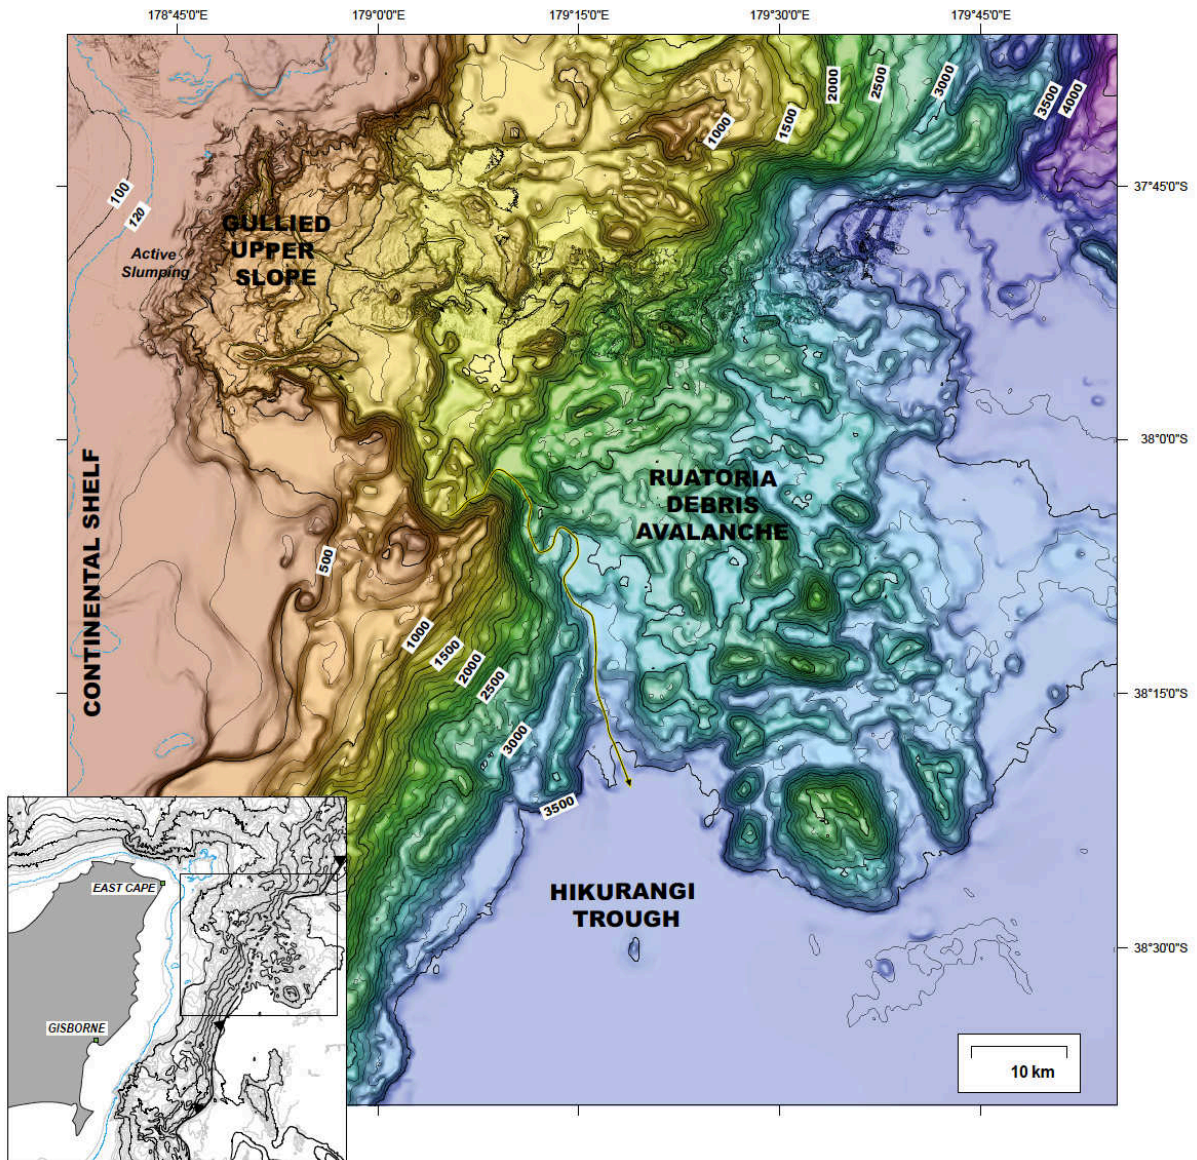 178°45'0"E
179°0'0"E
179°15'0"E
179°30'0"E
179°45'0"E
1000
1500
2000
2500
3000
3500
4000
37°45'0"S
100
120
GULLIED
UPPER
SLOPE
Active
Slumping
38°0'0"S
CONTINENTAL SHELF
RUATORIA
DEBRIS
AVALANCHE
500
1000
1500
2000
2500
3000
3500
38°15'0"S
HIKURANGI
TROUGH
38°30'0"S
10 km
EAST CAPE
GISBORNE